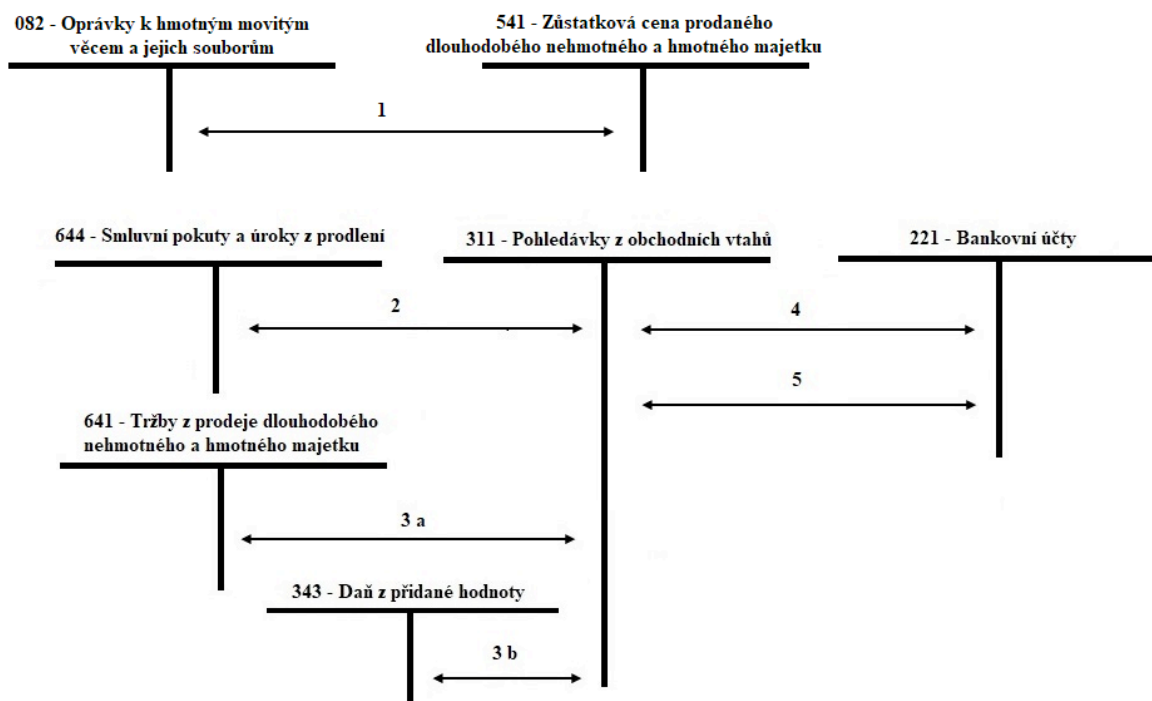 082 - Oprávky k hmotným movitým
věcem a jejich souborům
541 - Zůstatková cena prodaného
dlouhodobého nehmotného a hmotného majetku
1
644 - Smluvní pokuty a úroky z prodlení
311 - Pohledávky z obchodních vtahů
221 - Bankovní účty
2
4
5
641 - Tržby z prodeje dlouhodobého
nehmotného a hmotného majetku
3 a
343 - Daň z přidané hodnoty
3 b